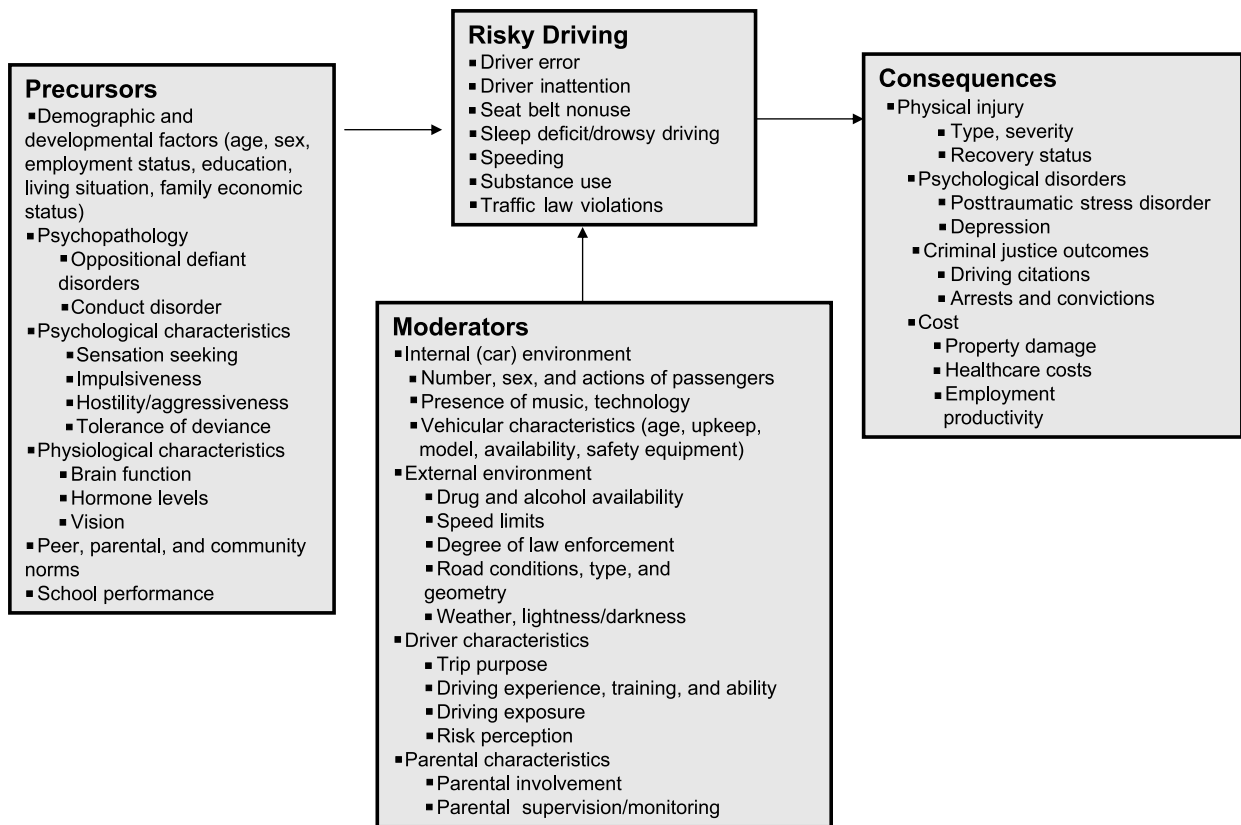 Precursors
▪Demographic and
developmental factors (age, sex,
employment status, education,
living situation, family economic
status)
▪Psychopathology
▪Oppositional defiant
disorders
▪Conduct disorder
▪Psychological characteristics
▪Sensation seeking
▪Impulsiveness
▪Hostility/aggressiveness
▪Tolerance of deviance
▪Physiological characteristics
▪Brain function
▪Hormone levels
▪Vision
▪Peer, parental, and community
norms
▪School performance
Risky Driving
▪Driver error
▪Driver inattention
▪Seat belt nonuse
▪Sleep deficit/drowsy driving
▪Speeding
▪Substance use
▪Traffic law violations
Moderators
▪Internal (car) environment
▪Number, sex, and actions of passengers
▪Presence of music, technology
▪Vehicular characteristics (age, upkeep,
model, availability, safety equipment)
▪External environment
▪Drug and alcohol availability
▪Speed limits
▪Degree of law enforcement
▪Road conditions, type, and
geometry
▪Weather, lightness/darkness
▪Driver characteristics
▪Trip purpose
▪Driving experience, training, and ability
▪Driving exposure
▪Risk perception
▪Parental characteristics
▪Parental involvement
▪Parental supervision/monitoring
Consequences
▪Physical injury
▪Type, severity
▪Recovery status
▪Psychological disorders
▪Posttraumatic stress disorder
▪Depression
▪Criminal justice outcomes
▪Driving citations
▪Arrests and convictions
▪Cost
▪Property damage
▪Healthcare costs
▪Employment
productivity